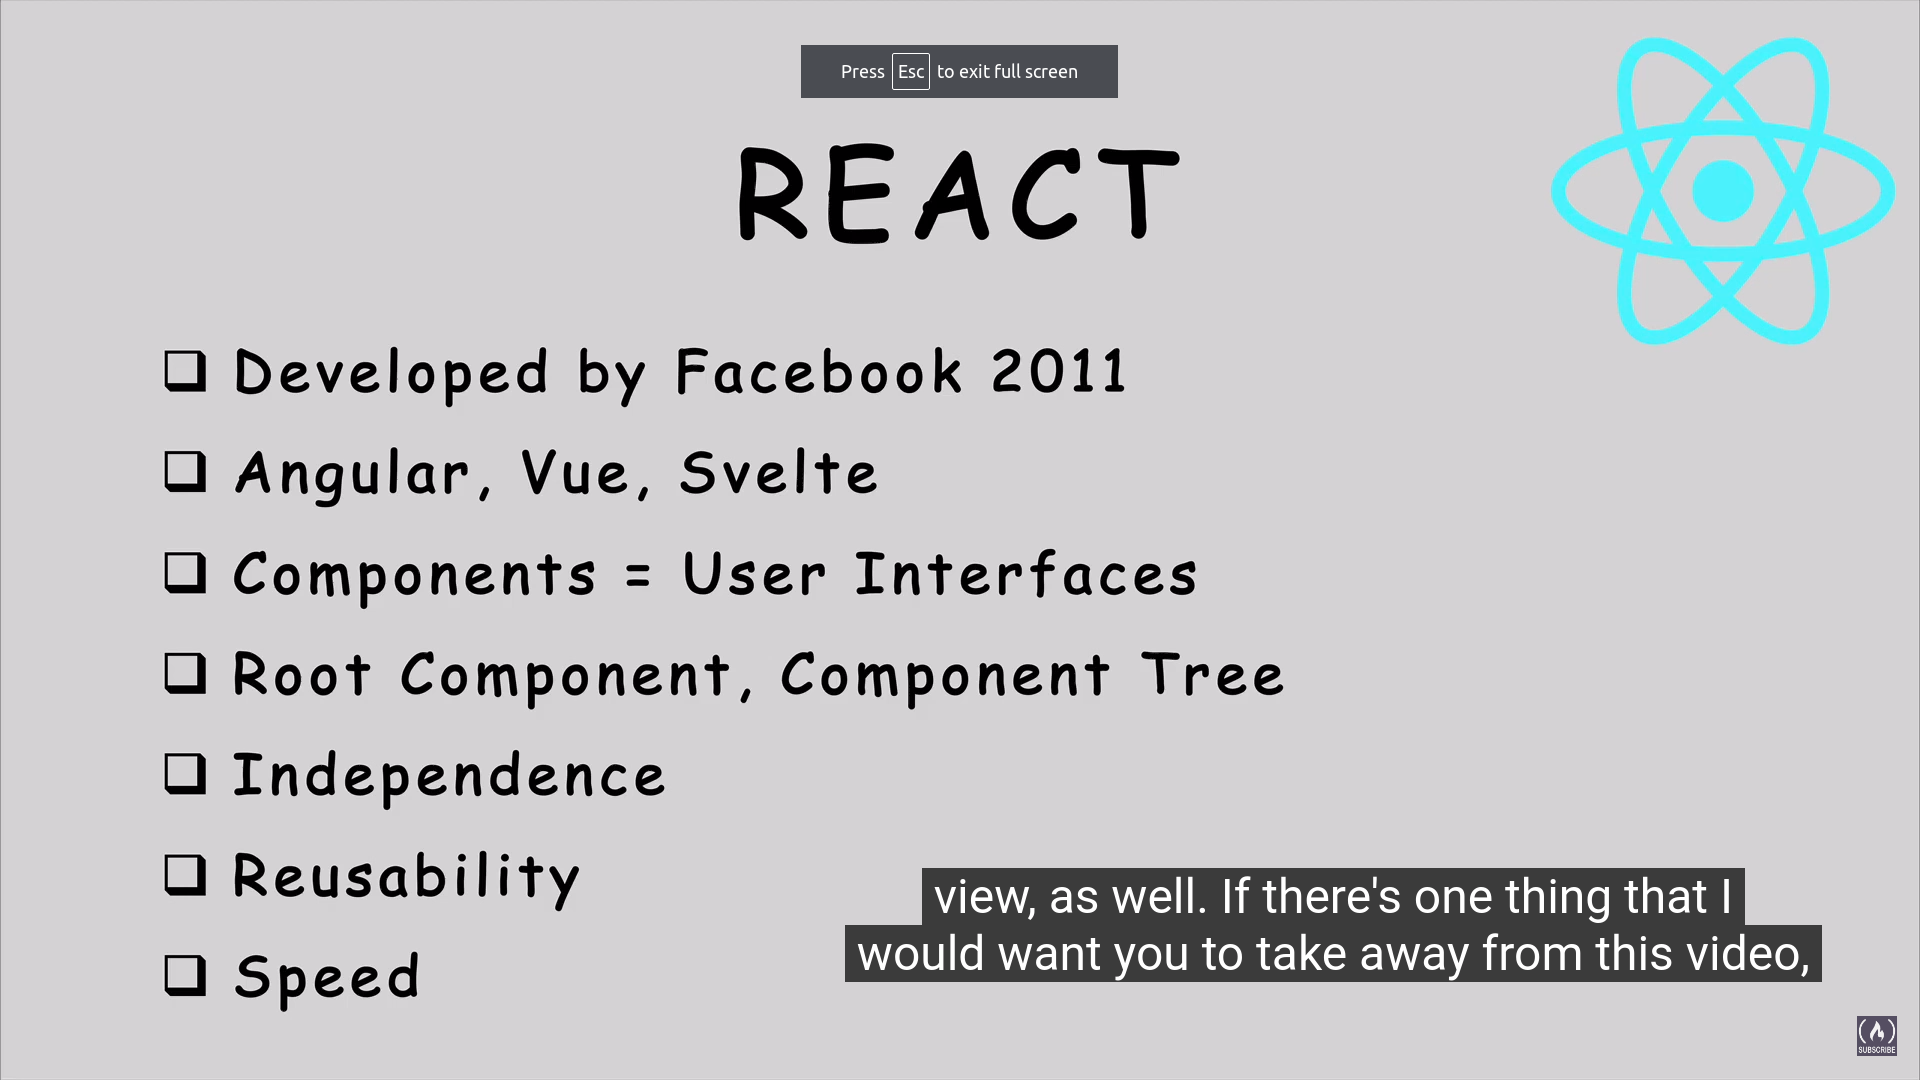 Press Esc to exit full screen
REACT
❑ Developed by Facebook 2011
❑ Angular, Vue, Svelte
❑ Components = User Interfaces
❑ Root Component, Component Tree
❑ Independence
❑ Reusability
❑ Speed
view, as well. If there's one thing that I
would want you to take away from this video,
SUBSCRIBE